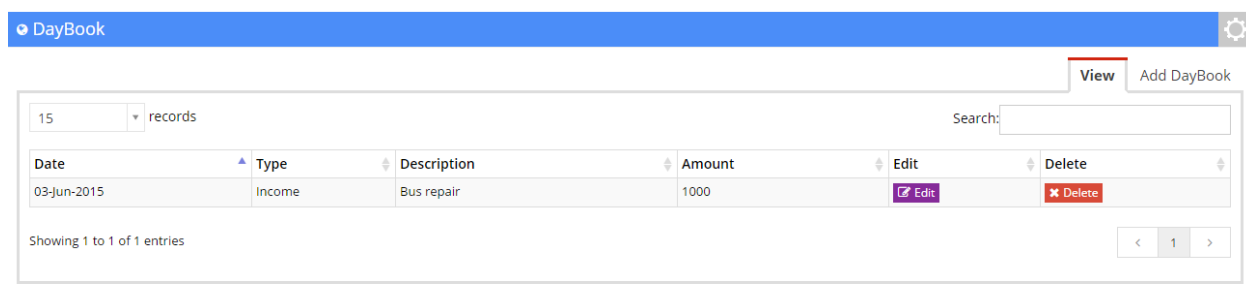 DayBook
View Add DayBook
15 records Search:
Date Type Description Amount Edit Delete
03-Jun-2015 Income Bus repair 1000 Edit Delete
Showing 1 to 1 of 1 entries < 1 >